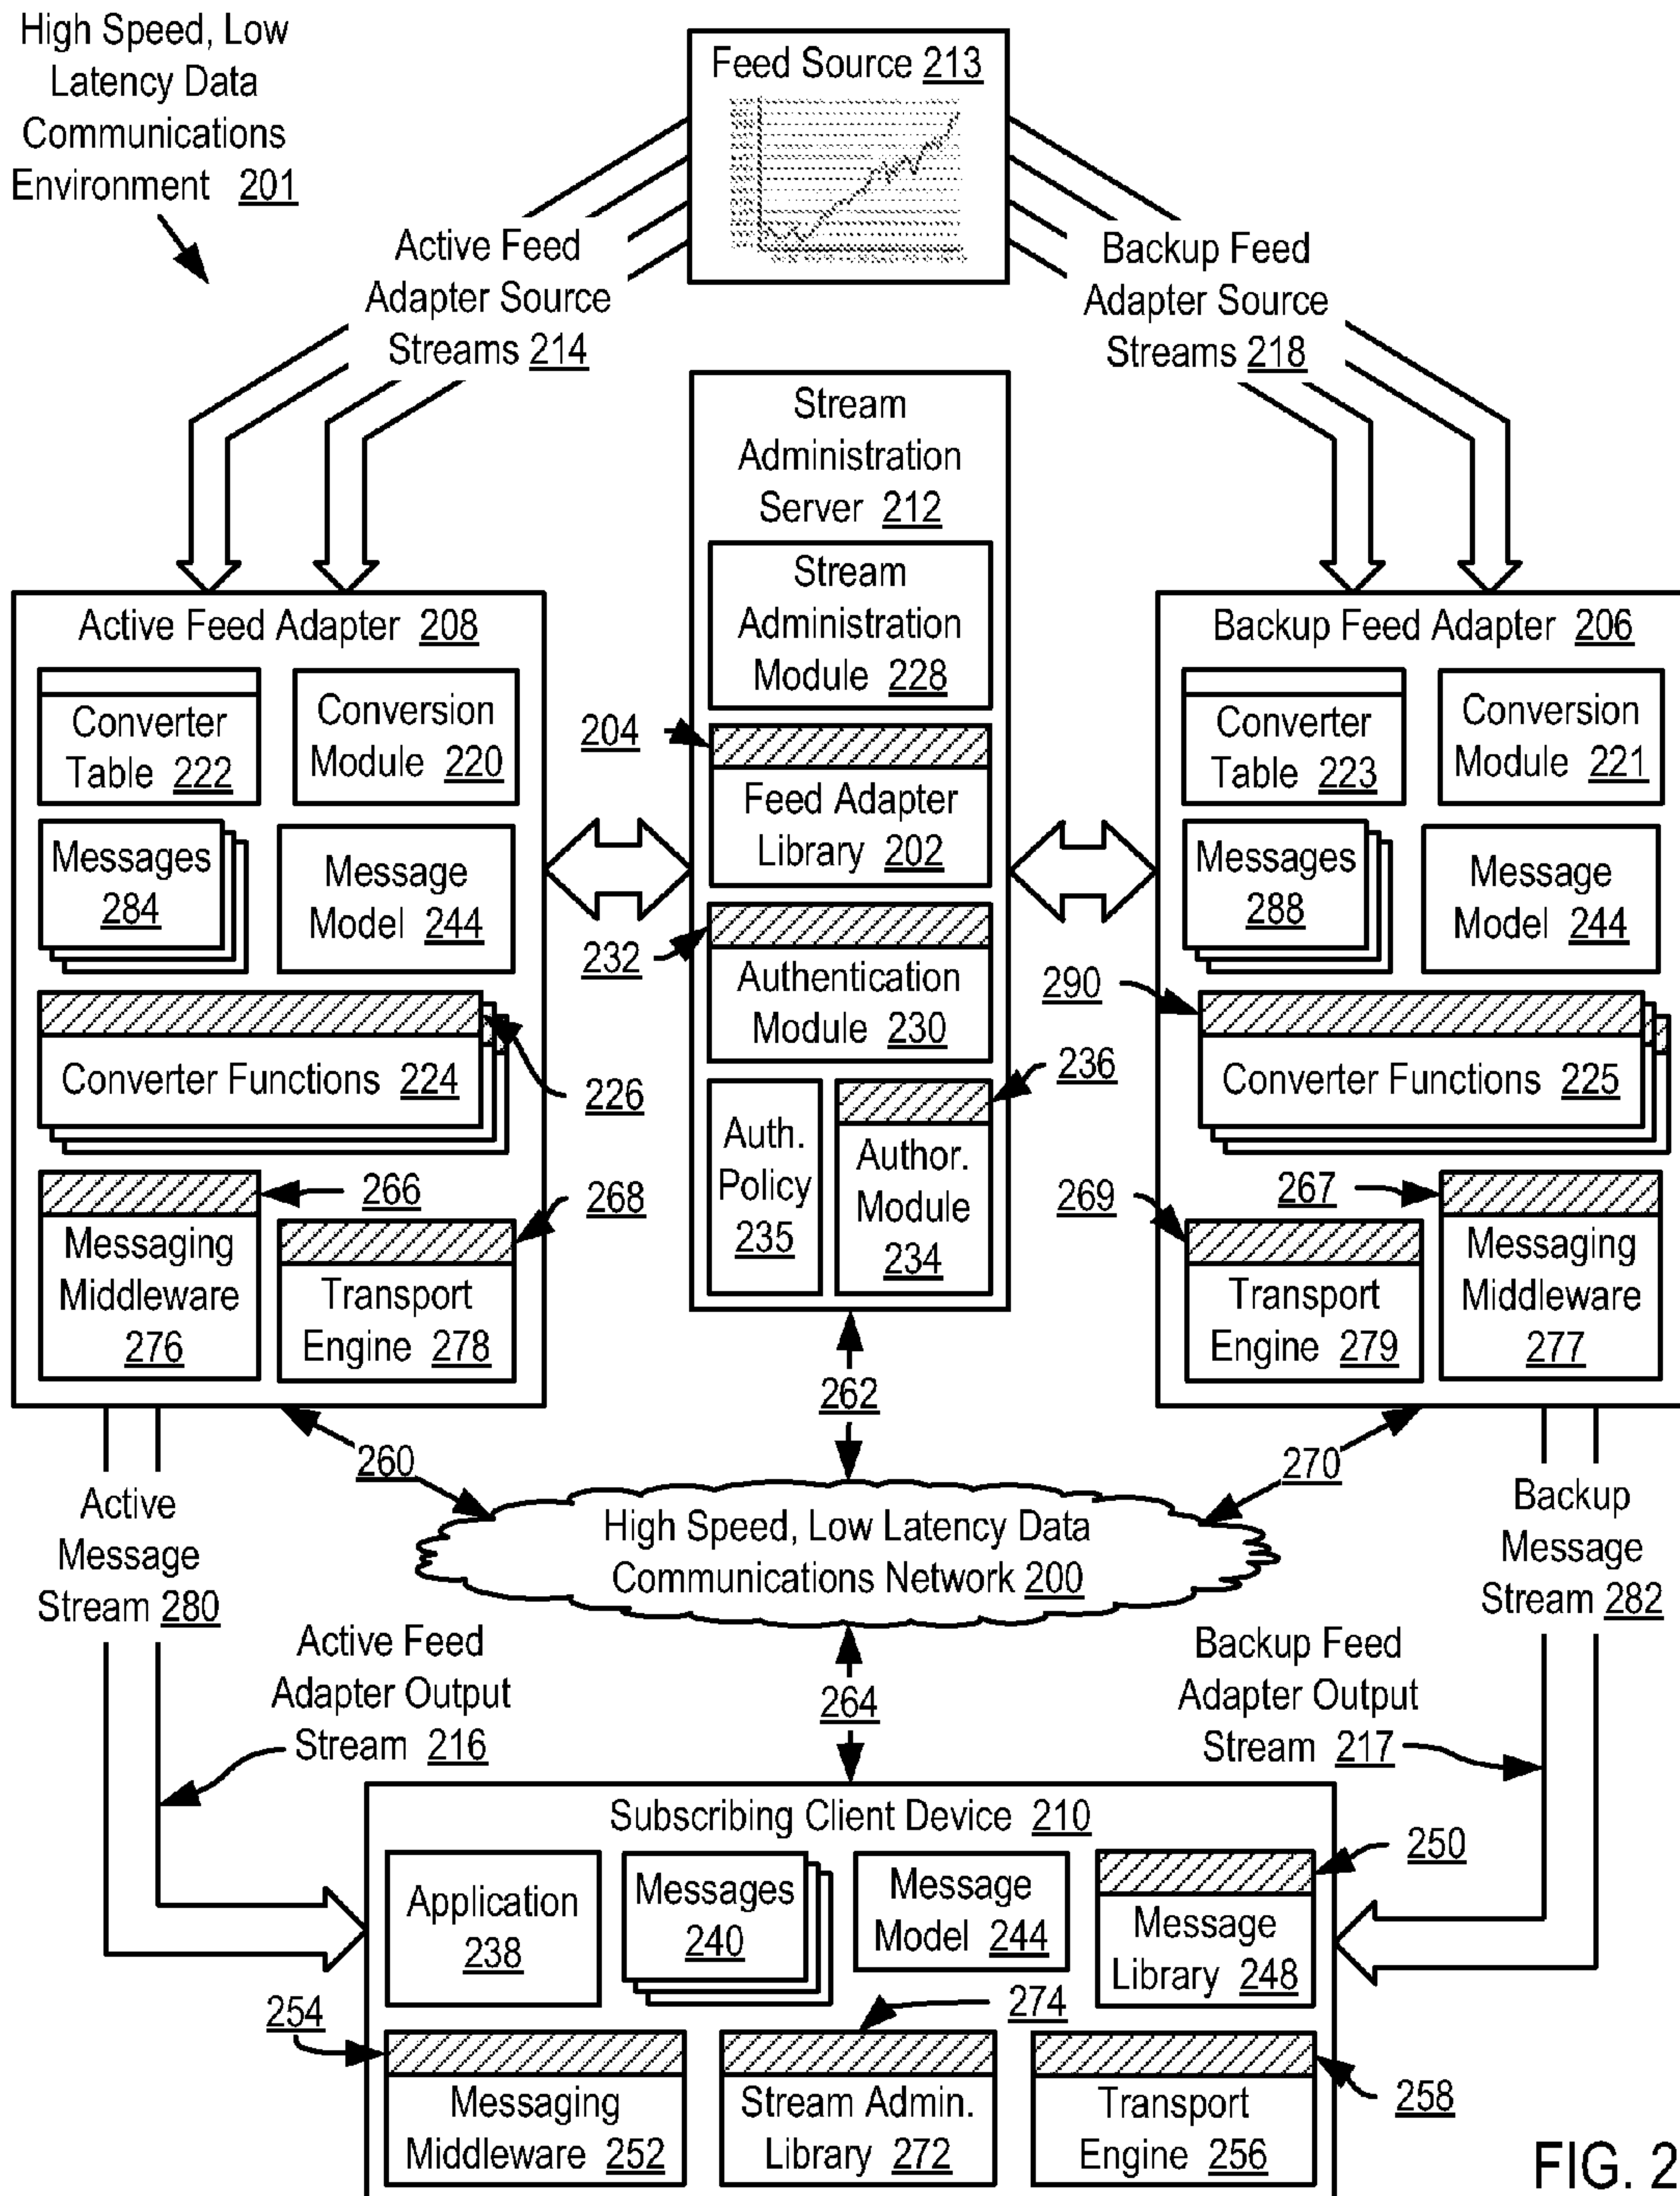 High Speed, Low
Latency Data
Communications
Environment 201
Feed Source 213
Active Feed
Adapter Source
Streams 214
Backup Feed
Adapter Source
Streams 218
Stream
Administration
Server 212
Stream
Administration
Module 228
204
Feed Adapter
Library 202
232
Authentication
Module 230
236
Auth.
Policy
235
Author.
Module
234
Active Feed Adapter 208
Converter
Table 222
Conversion
Module 220
Messages
284
Message
Model 244
Converter Functions 224
226
266
Messaging
Middleware
276
268
Transport
Engine 278
Backup Feed Adapter 206
Converter
Table 223
Conversion
Module 221
Messages
288
Message
Model 244
290
Converter Functions 225
269
Transport
Engine 279
267
Messaging
Middleware
277
260
262
270
High Speed, Low Latency Data
Communications Network 200
Active
Message
Stream 280
Backup
Message
Stream 282
Active Feed
Adapter Output
Stream 216
264
Backup Feed
Adapter Output
Stream 217
Subscribing Client Device 210
Application
238
Messages
240
Message
Model 244
250
Message
Library 248
254
Messaging
Middleware 252
274
Stream Admin.
Library 272
258
Transport
Engine 256
FIG. 2